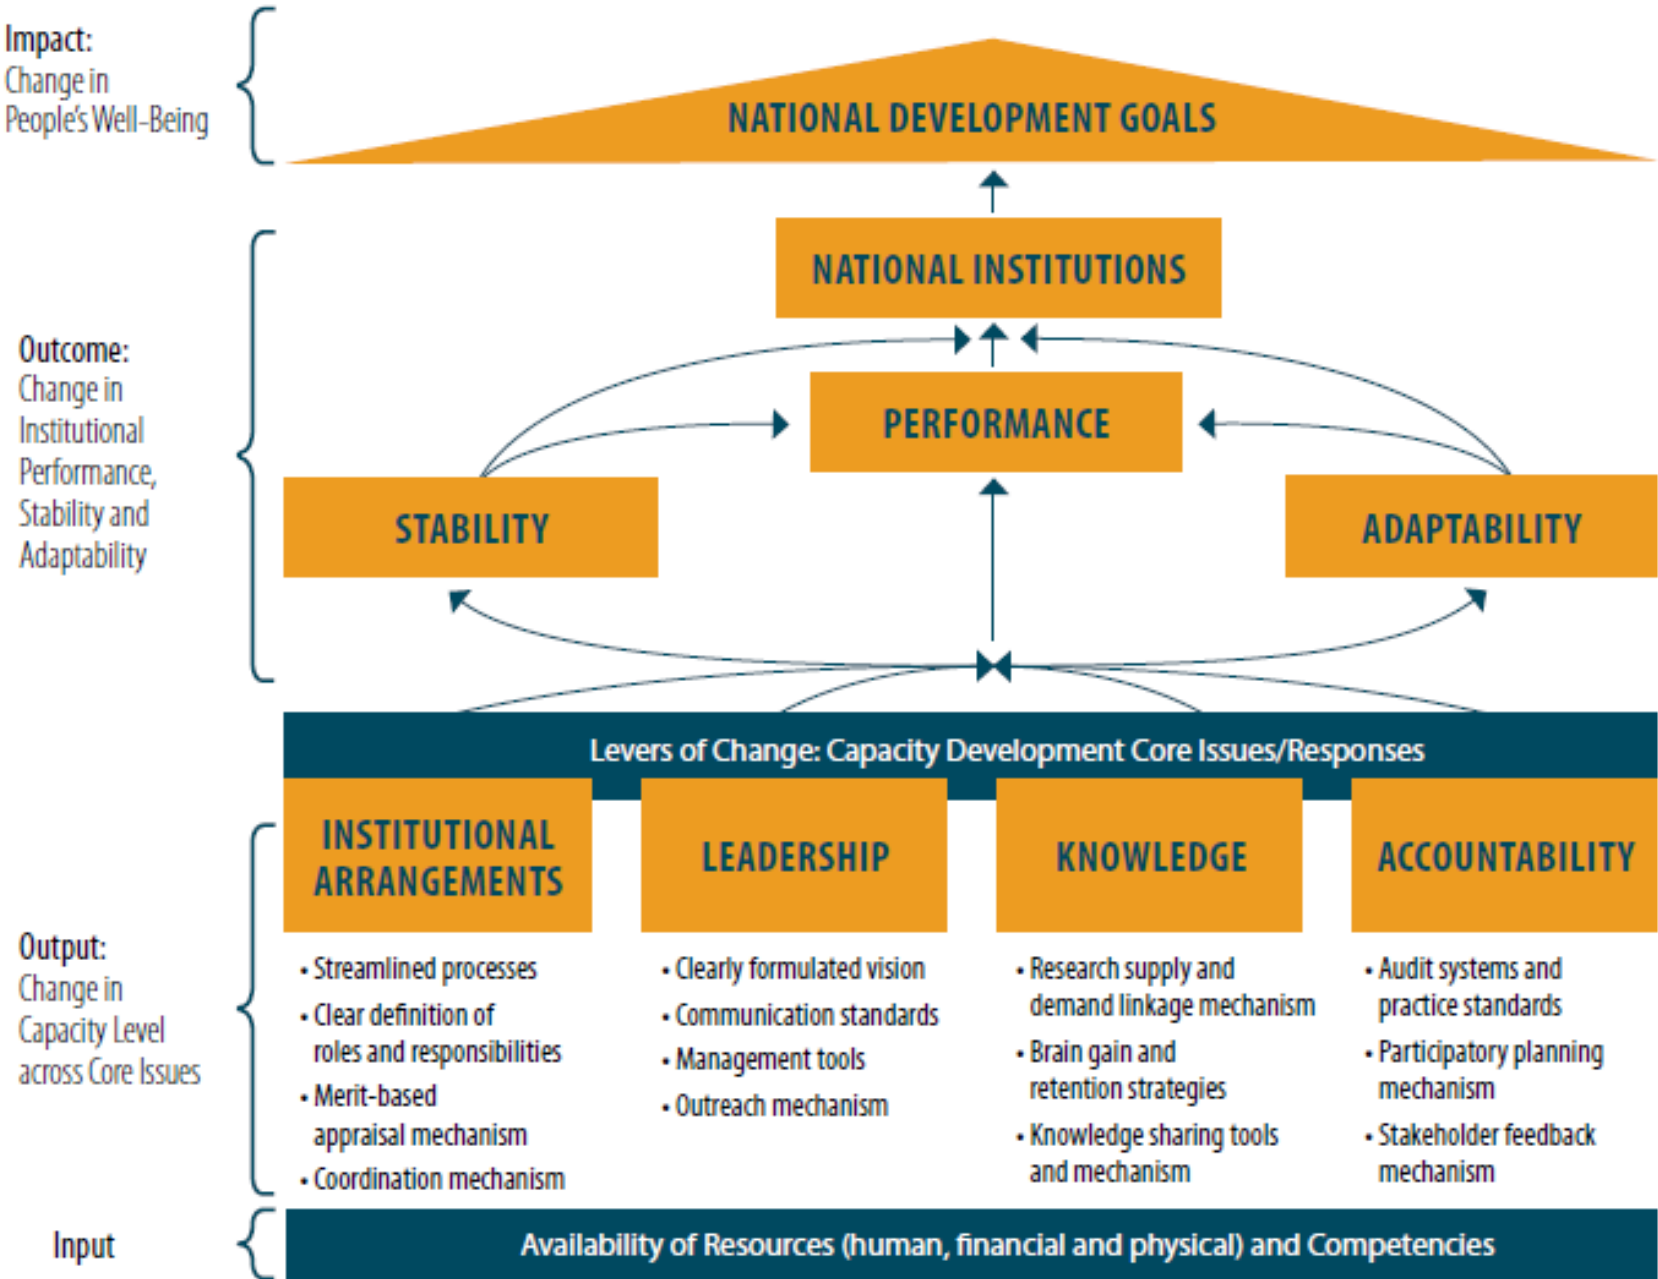 Impact:
Change in
People's Well-Being
NATIONAL DEVELOPMENT GOALS
NATIONAL INSTITUTIONS
Outcome:
Change in
Institutional
Performance,
Stability and
Adaptability
PERFORMANCE
STABILITY
ADAPTABILITY
Levers of Change: Capacity Development Core Issues/Responses
INSTITUTIONAL
ARRANGEMENTS
LEADERSHIP
KNOWLEDGE
ACCOUNTABILITY
Output:
Change in
Capacity Level
across Core Issues
• Streamlined processes
• Clear definition of
roles and responsibilities
• Merit-based
appraisal mechanism
• Coordination mechanism
• Clearly formulated vision
• Communication standards
• Management tools
• Outreach mechanism
• Research supply and
demand linkage mechanism
• Brain gain and
retention strategies
• Knowledge sharing tools
and mechanism
• Audit systems and
practice standards
• Participatory planning
mechanism
• Stakeholder feedback
mechanism
Input
Availability of Resources (human, financial and physical) and Competencies